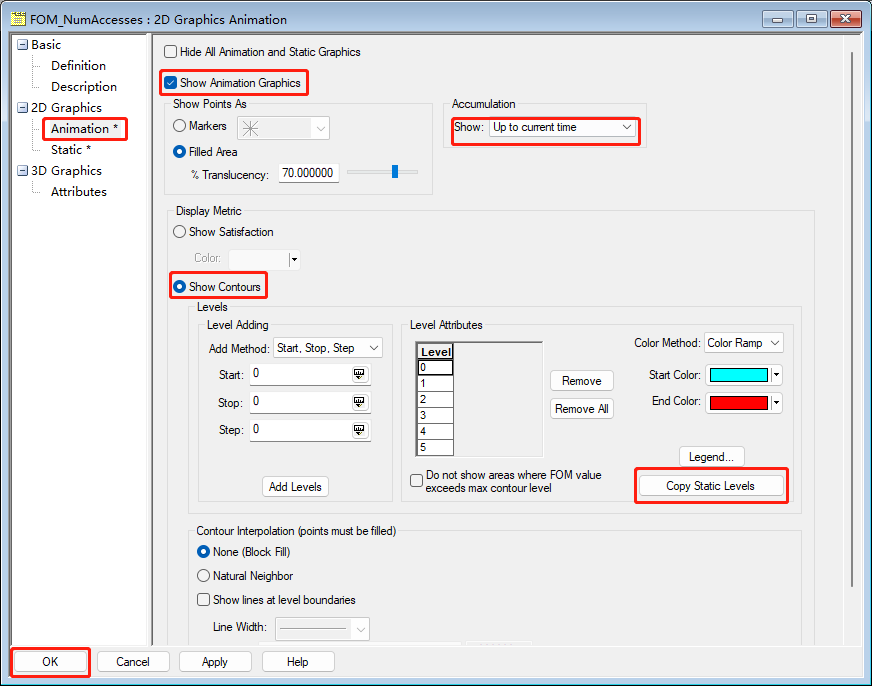 FOM_NumAccesses : 2D Graphics Animation
Basic
Definition
Description
2D Graphics
Animation *
Static *
3D Graphics
Attributes
Hide All Animation and Static Graphics
Show Animation Graphics
Show Points As
Markers
Filled Area
% Translucency: 70.000000
Accumulation
Show: Up to current time
Display Metric
Show Satisfaction
Color:
Show Contours
Levels
Level Adding
Add Method: Start, Stop, Step
Start: 0
Stop: 0
Step: 0
Add Levels
Level Attributes
Level
0
1
2
3
4
5
Remove
Remove All
Color Method: Color Ramp
Start Color:
End Color:
Legend...
Do not show areas where FOM value
exceeds max contour level
Copy Static Levels
Contour Interpolation (points must be filled)
None (Block Fill)
Natural Neighbor
Show lines at level boundaries
Line Width:
OK
Cancel
Apply
Help